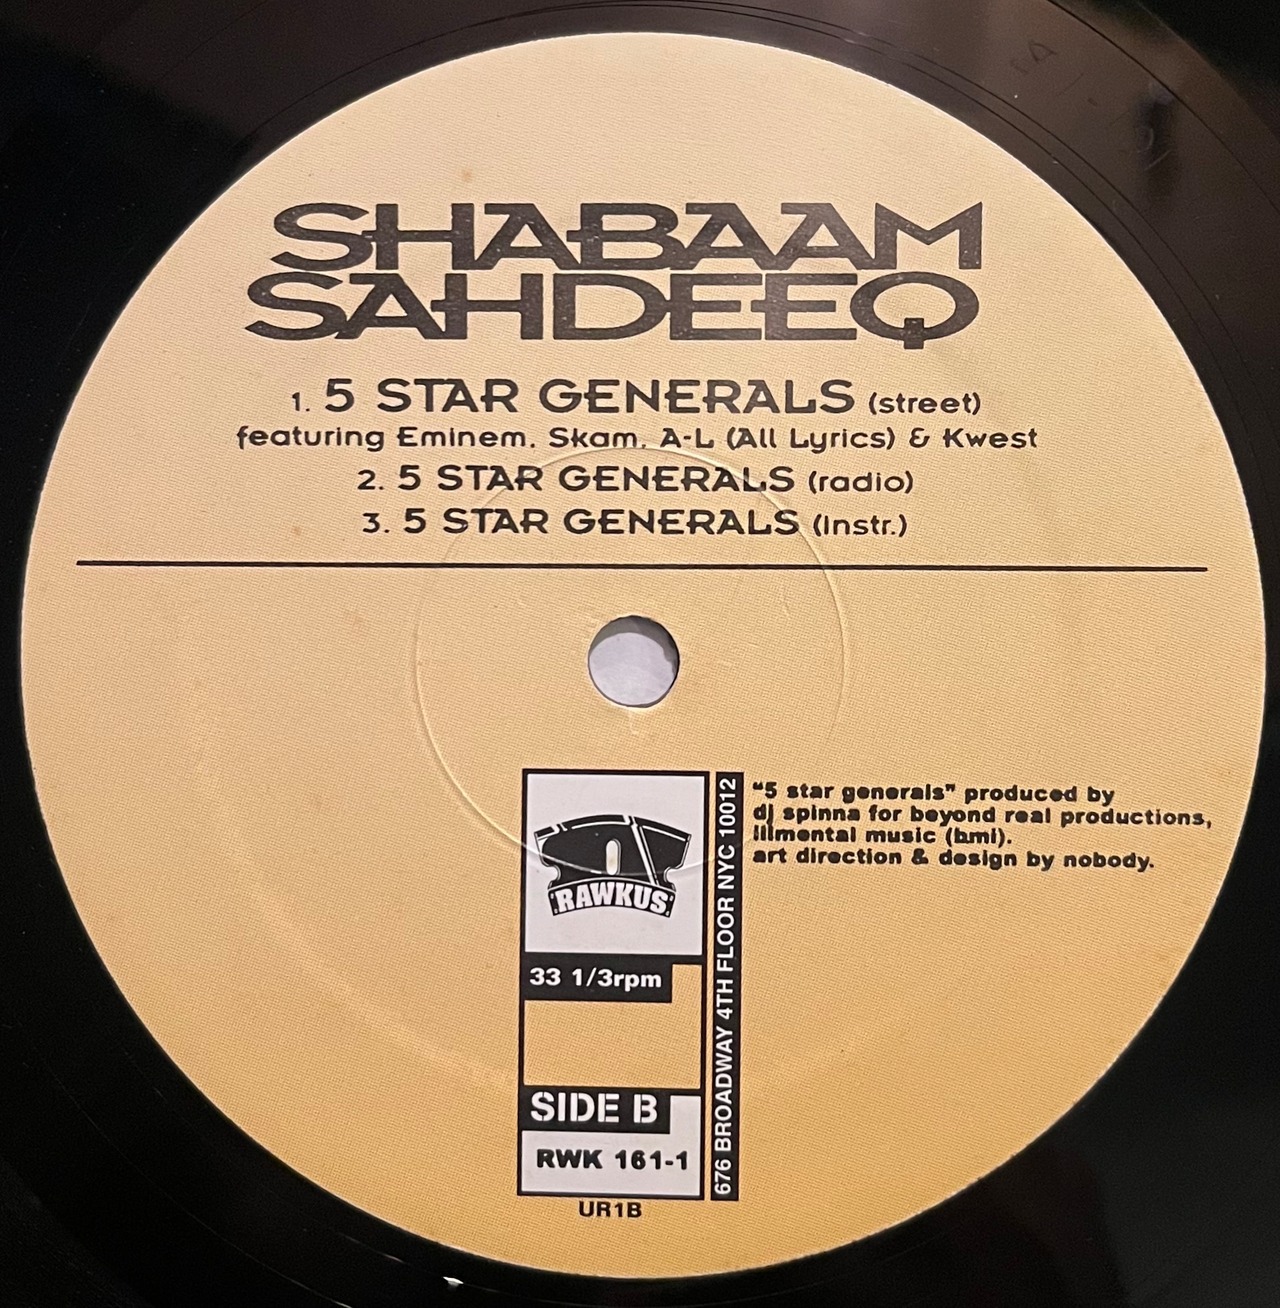 SHABAAM
SAHDEEQ
1. 5 STAR GENERALS (street)
featuring Eminem. Skam. A-L (All Lyrics) & Kwest
2. 5 STAR GENERALS (radio)
3. 5 STAR GENERALS (Instr.)
RAWKUS
33 1/3rpm
SIDE B
RWK 161-1
UR1B
676 BROADWAY 4TH FLOOR NYC 10012
"5 star generals" produced by
dj spinna for beyond real productions,
illmental music (bmi).
art direction & design by nobody.